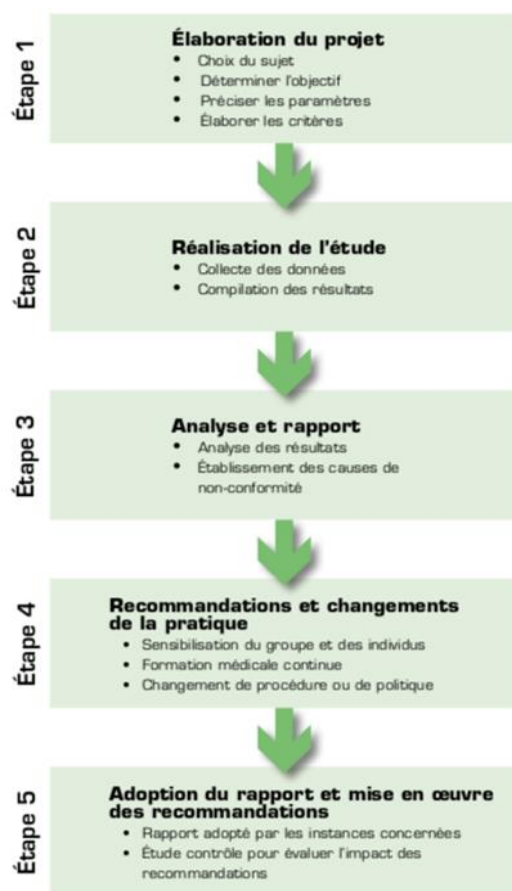 Étape 1
Élaboration du projet
• Choix du sujet
• Déterminer l'objectif
• Préciser les paramètres
• Élaborer les critères
Étape 2
Réalisation de l'étude
• Collecte des données
• Compilation des résultats
Étape 3
Analyse et rapport
• Analyse des résultats
• Établissement des causes de
non-conformité
Étape 4
Recommandations et changements
de la pratique
• Sensibilisation du groupe et des individus
• Formation médicale continue
• Changement de procédure ou de politique
Étape 5
Adoption du rapport et mise en œuvre
des recommandations
• Rapport adopté par les instances concernées
• Étude contrôle pour évaluer l'impact des
recommandations